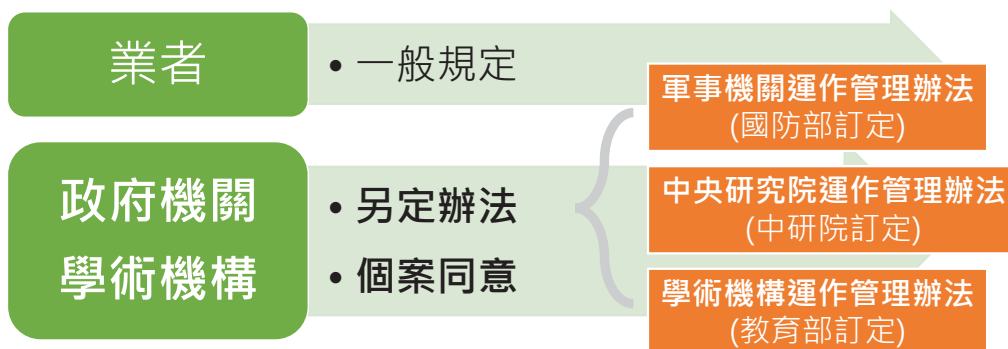 業者
• 一般規定
政府機關
學術機構
• 另定辦法
• 個案同意
軍事機關運作管理辦法
(國防部訂定)
中央研究院運作管理辦法
(中研院訂定)
學術機構運作管理辦法
(教育部訂定)